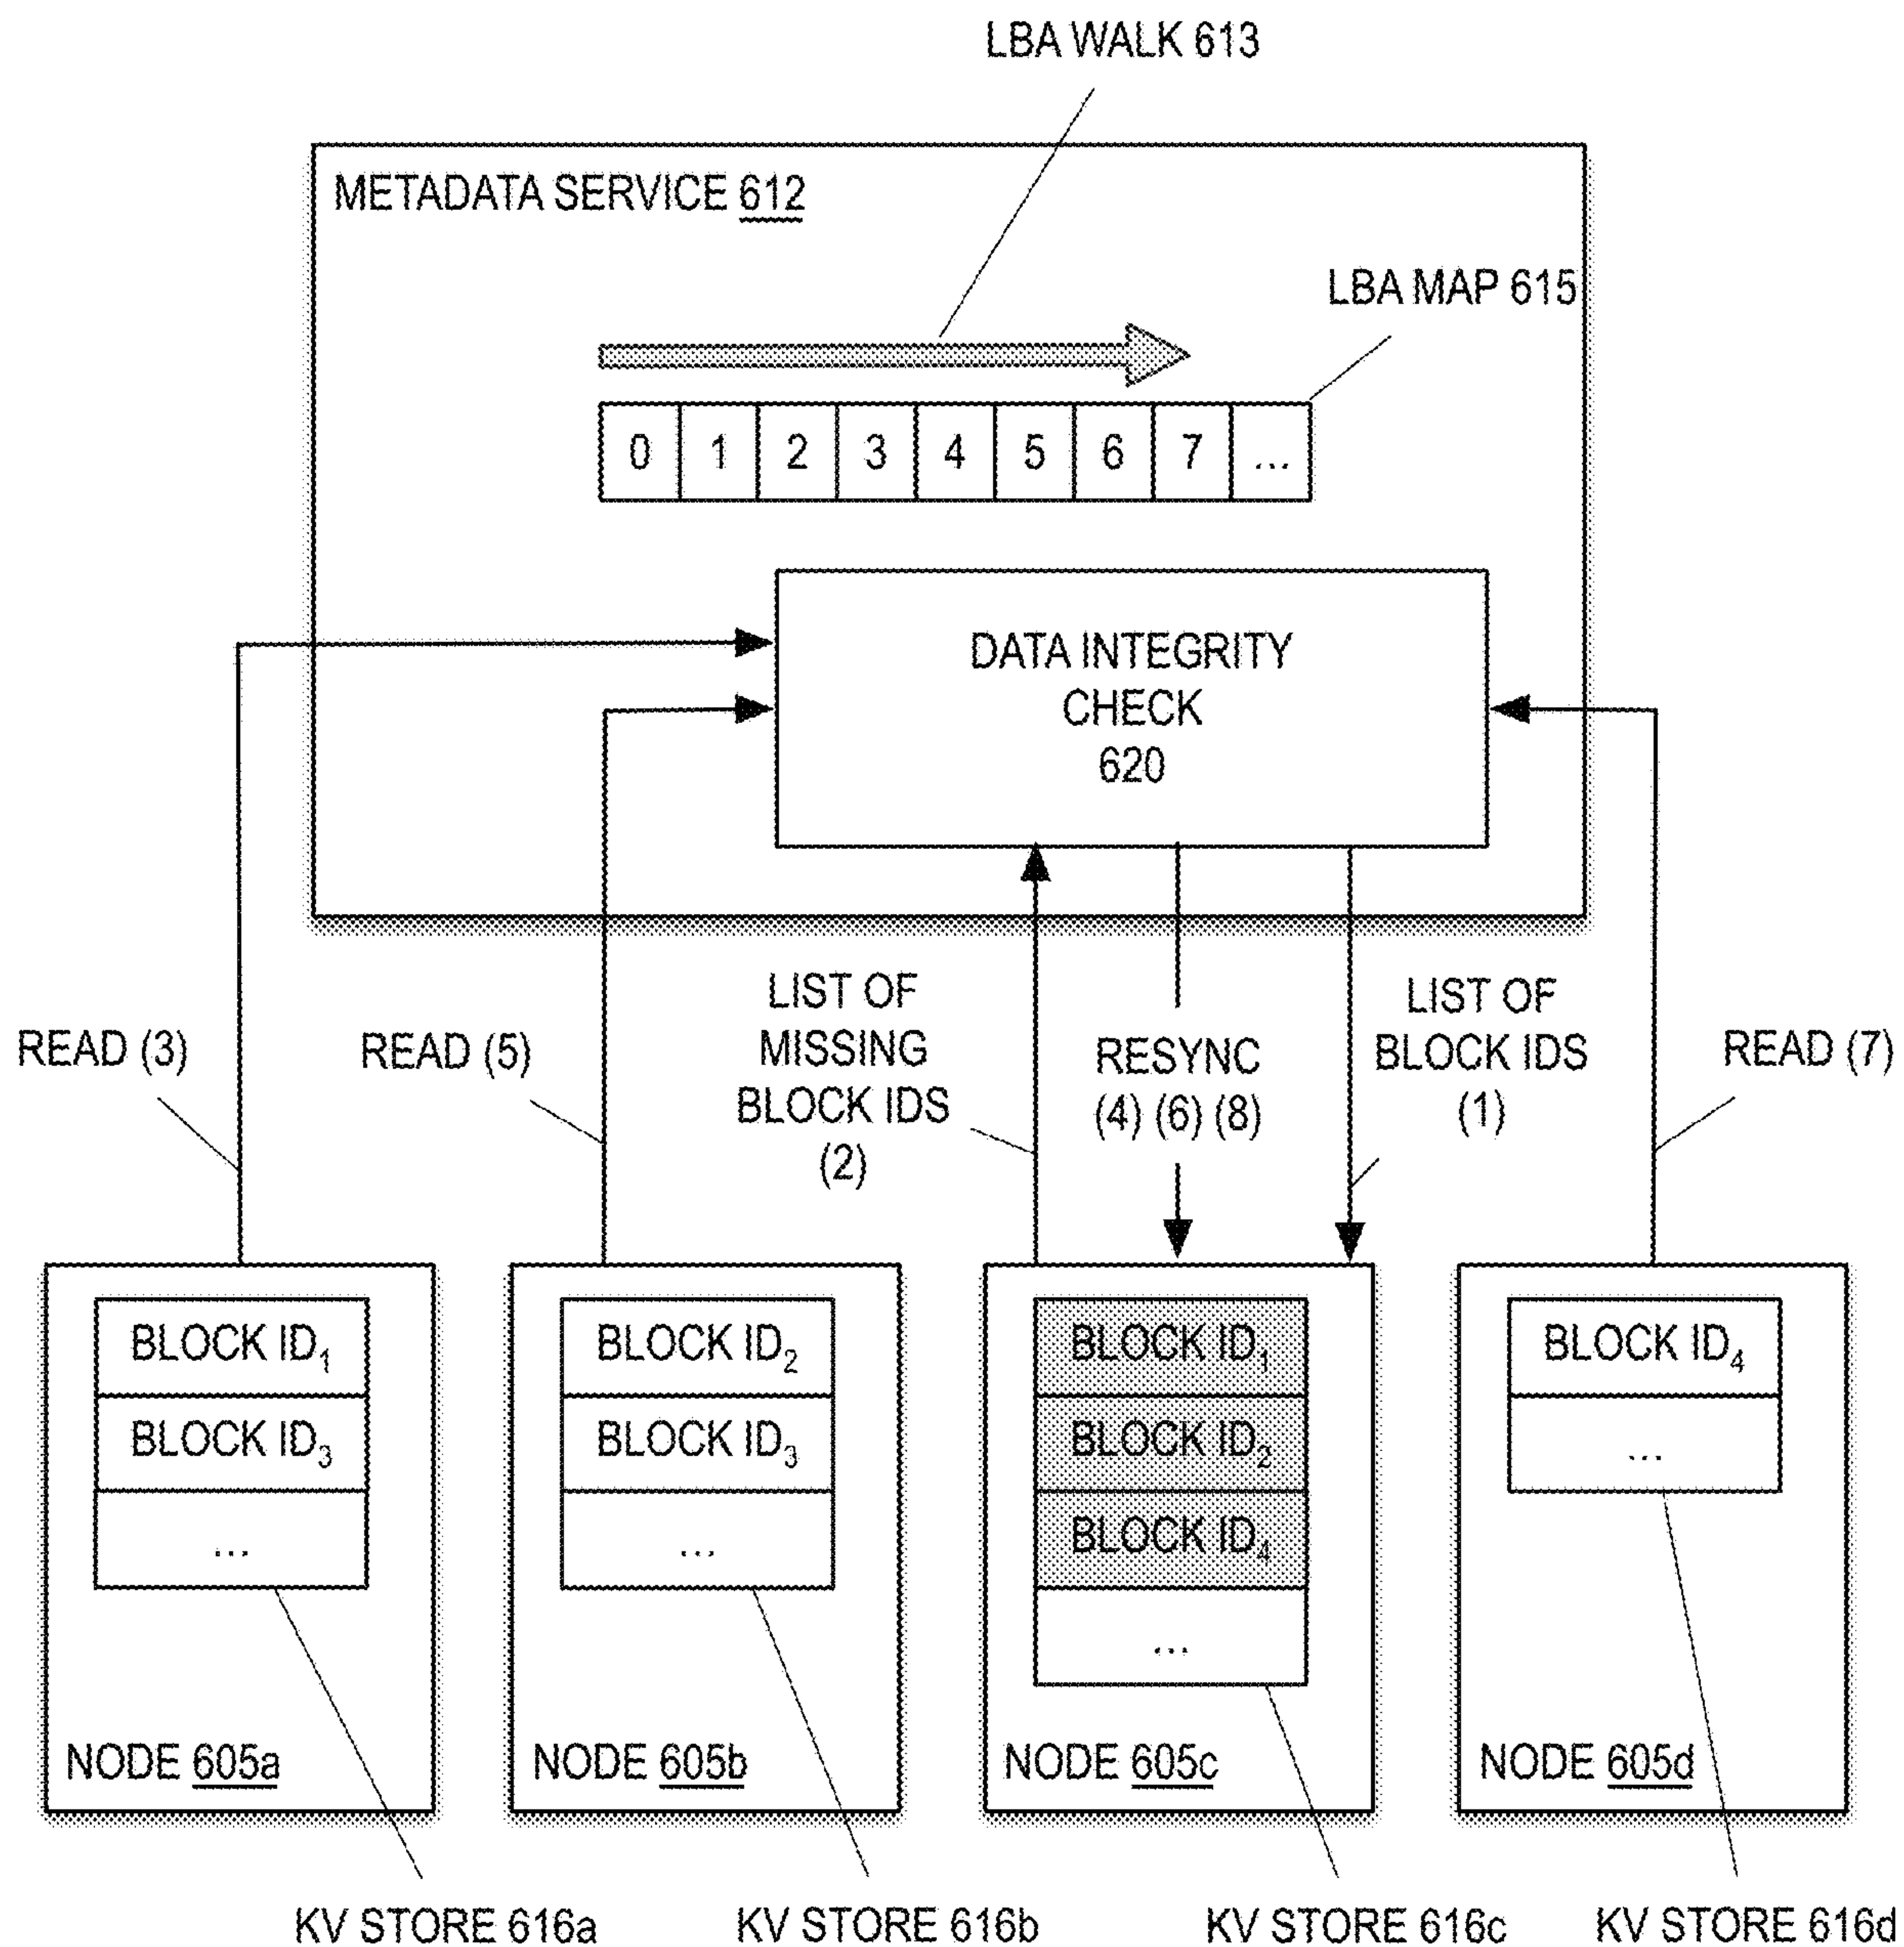 LBA WALK 613
METADATA SERVICE 612
LBA MAP 615
0 1 2 3 4 5 6 7 ...
DATA INTEGRITY
CHECK
620
READ (3)
READ (5)
LIST OF
MISSING
BLOCK IDS
(2)
RESYNC
(4) (6) (8)
LIST OF
BLOCK IDS
(1)
READ (7)
BLOCK ID₁
BLOCK ID₃
...
NODE 605a
BLOCK ID₂
BLOCK ID₃
...
NODE 605b
BLOCK ID₁
BLOCK ID₂
BLOCK ID₄
...
NODE 605c
BLOCK ID₄
...
NODE 605d
KV STORE 616a
KV STORE 616b
KV STORE 616c
KV STORE 616d